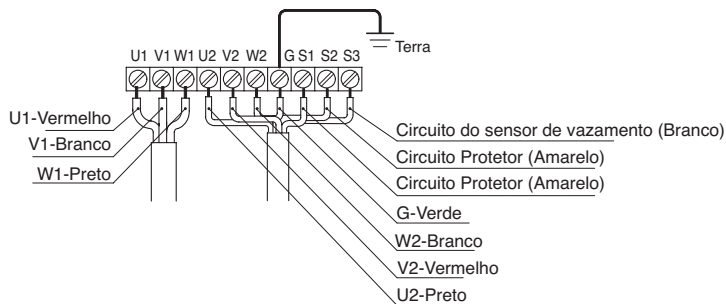 Terra
U1 V1 W1 U2 V2 W2 G S1 S2 S3
U1-Vermelho
V1-Branco
W1-Preto
Circuito do sensor de vazamento (Branco)
Circuito Protetor (Amarelo)
Circuito Protetor (Amarelo)
G-Verde
W2-Branco
V2-Vermelho
U2-Preto